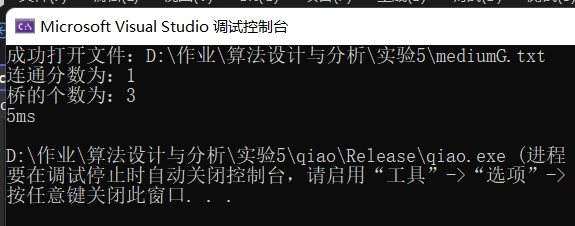 Microsoft Visual Studio 调试控制台
成功打开文件：D:\作业\算法设计与分析\实验5\mediumG.txt
连通分数为：1
桥的个数为：3
5ms
D:\作业\算法设计与分析\实验5\qiao\Release\qiao.exe (进程
要在调试停止时自动关闭控制台，请启用“工具”->“选项”->
按任意键关闭此窗口. . .